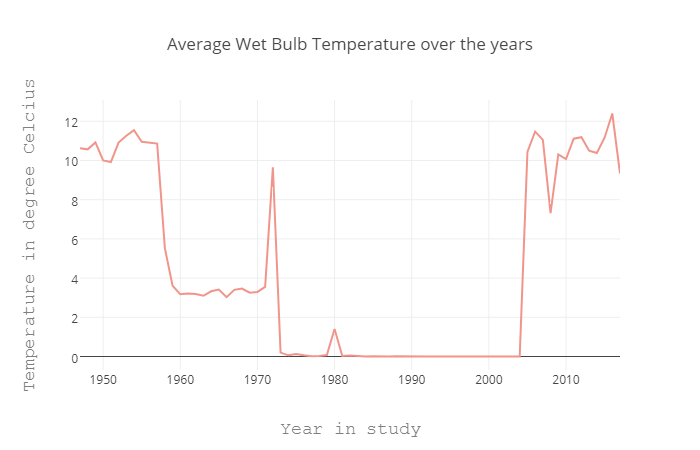 Average Wet Bulb Temperature over the years
Temperature in degree Celcius
12
10
8
6
4
2
0
1950 1960 1970 1980 1990 2000 2010
Year in study